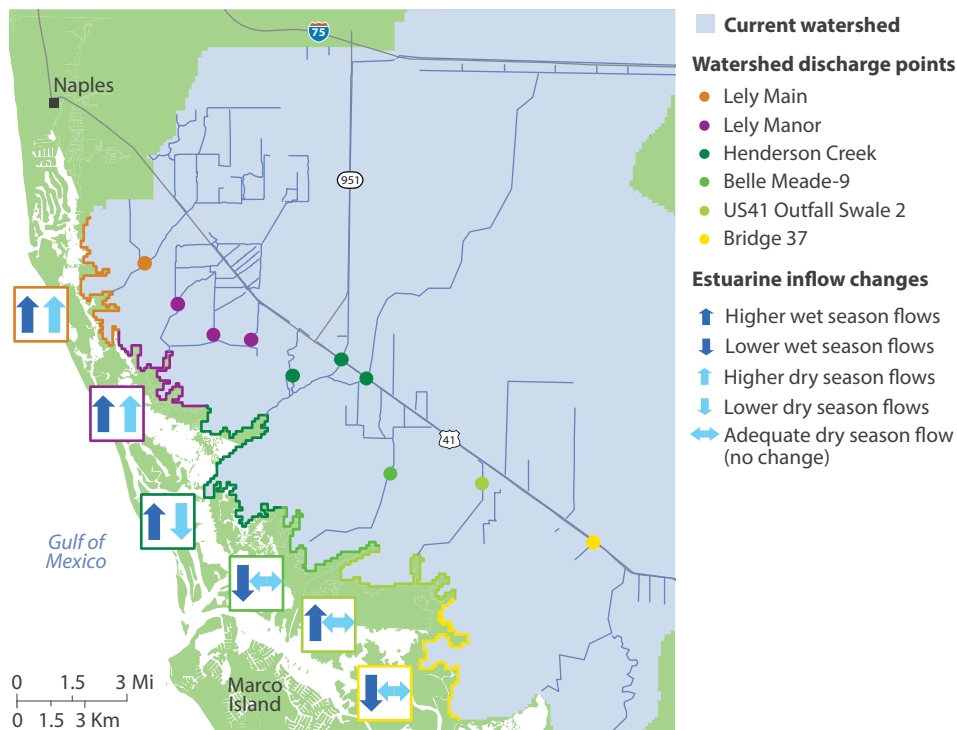 75
Naples
951
41
Gulf of
Mexico
Marco
Island
0 1.5 3 Mi
0 1.5 3 Km
Current watershed
Watershed discharge points
Lely Main
Lely Manor
Henderson Creek
Belle Meade-9
US41 Outfall Swale 2
Bridge 37
Estuarine inflow changes
Higher wet season flows
Lower wet season flows
Higher dry season flows
Lower dry season flows
Adequate dry season flow
(no change)